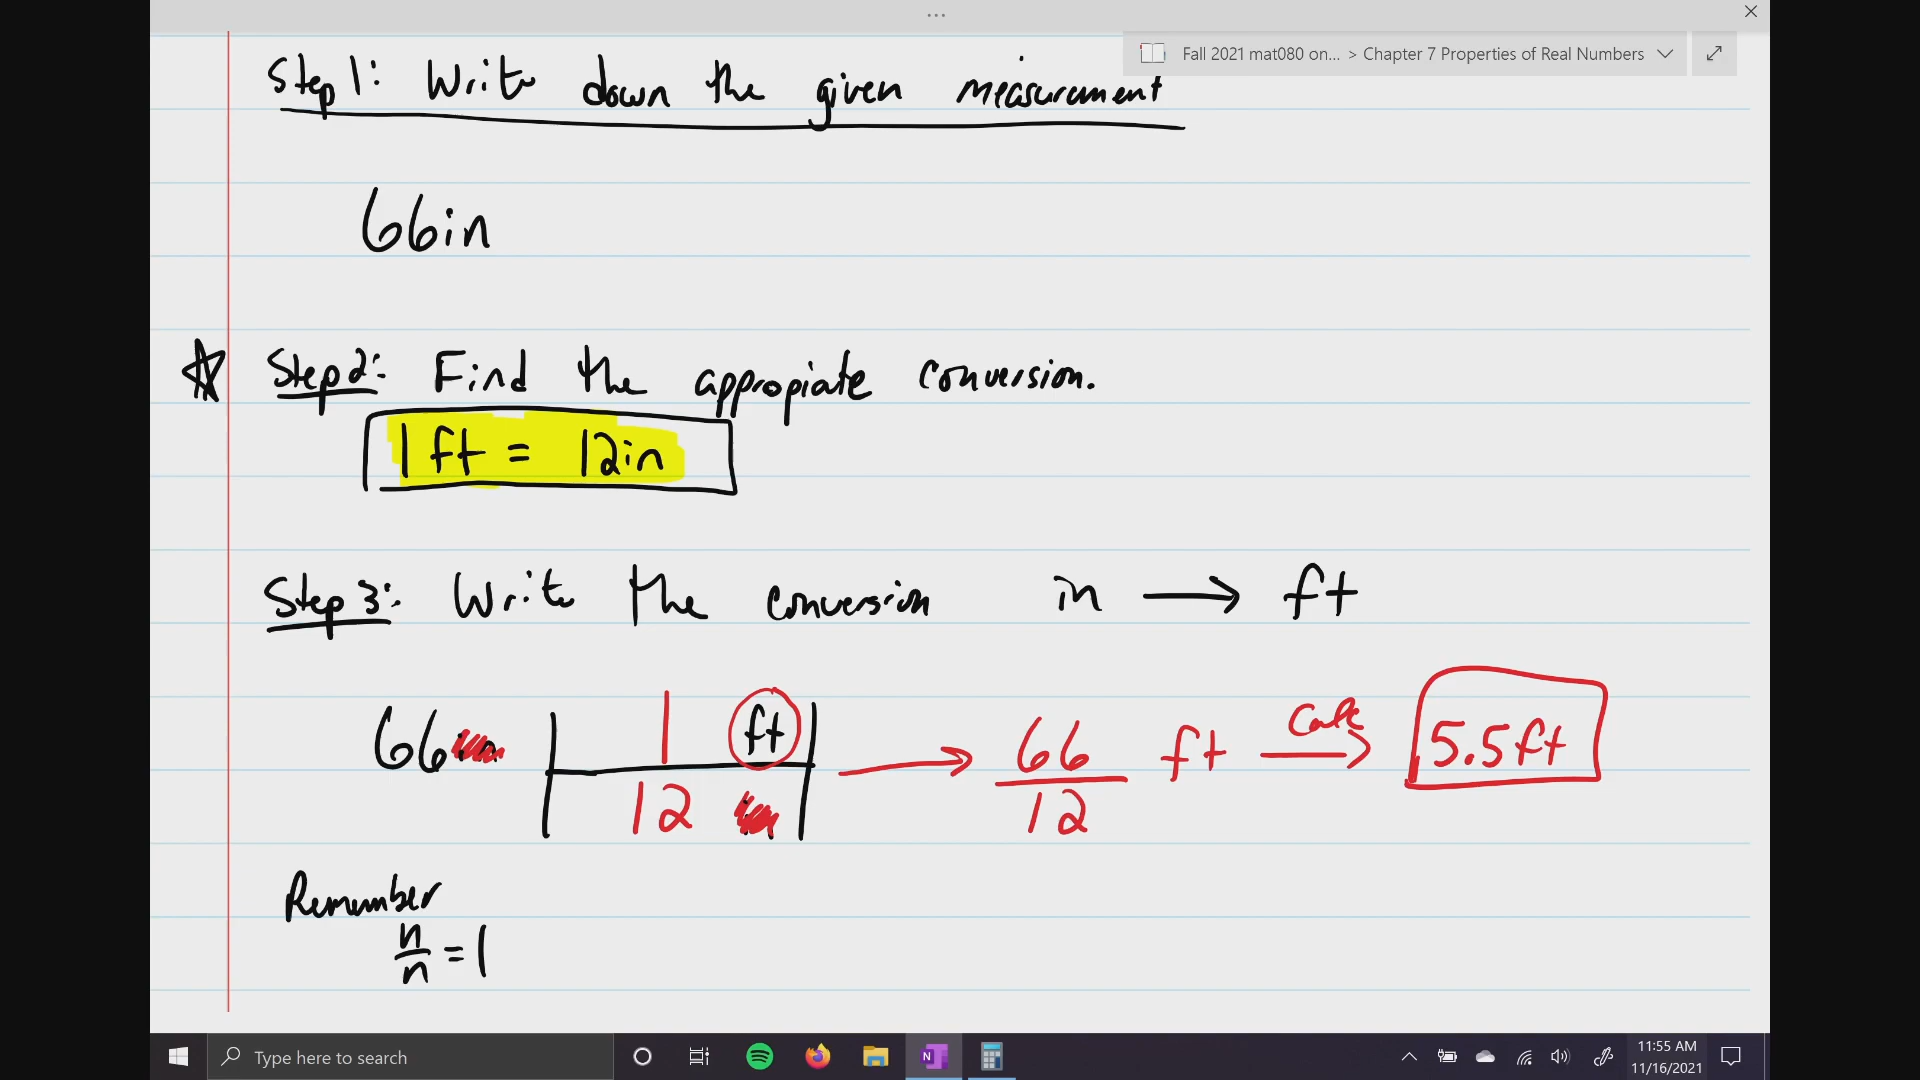 ...
Fall 2021 mat080 on... > Chapter 7 Properties of Real Numbers
Step 1: Write down the given measurement
66in
Step 2: Find the appropiate conversion.
1 ft = 12in
Step 3: Write the conversion in → ft
66in | 1 ft / 12 in | → 66/12 ft Calc → 5.5ft
Remember
n/n = 1
Type here to search
N
11:55 AM
11/16/2021